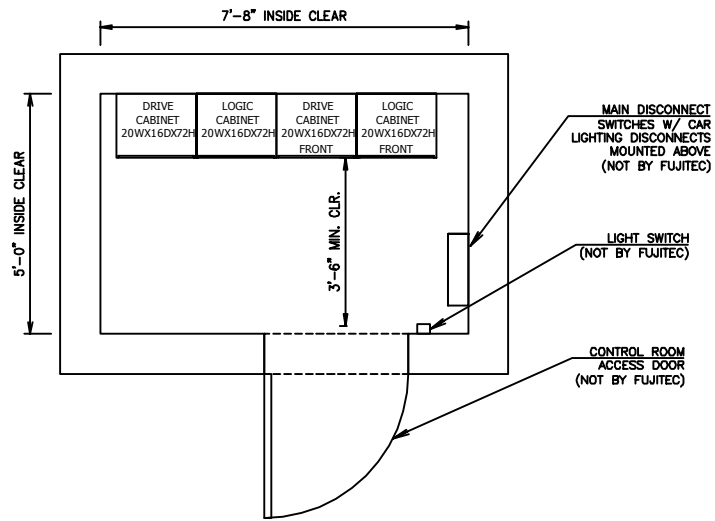 7'-8" INSIDE CLEAR
5'-0" INSIDE CLEAR
DRIVE
CABINET
20WX16DX72H
LOGIC
CABINET
20WX16DX72H
DRIVE
CABINET
20WX16DX72H
FRONT
LOGIC
CABINET
20WX16DX72H
FRONT
3'-6" MIN. CLR.
MAIN DISCONNECT
SWITCHES W/ CAR
LIGHTING DISCONNECTS
MOUNTED ABOVE
(NOT BY FUJITEC)
LIGHT SWITCH
(NOT BY FUJITEC)
CONTROL ROOM
ACCESS DOOR
(NOT BY FUJITEC)